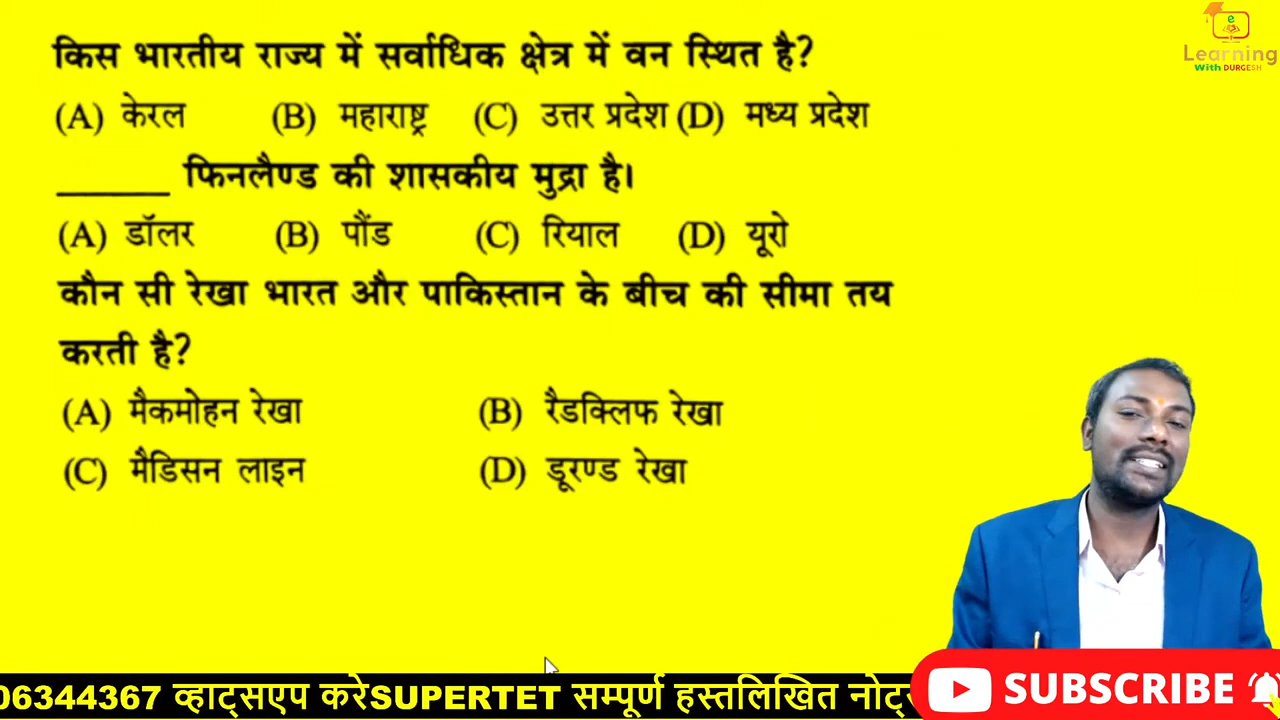 e
Learning
With DURGESH
किस भारतीय राज्य में सर्वाधिक क्षेत्र में वन स्थित है?
(A) केरल (B) महाराष्ट्र (C) उत्तर प्रदेश (D) मध्य प्रदेश
______ फिनलैण्ड की शासकीय मुद्रा है।
(A) डॉलर (B) पौंड (C) रियाल (D) यूरो
कौन सी रेखा भारत और पाकिस्तान के बीच की सीमा तय
करती है?
(A) मैकमोहन रेखा (B) रैडक्लिफ रेखा
(C) मैडिसन लाइन (D) डूरण्ड रेखा
06344367 व्हाट्सएप करेSUPERTET सम्पूर्ण हस्तलिखित नोट्स
SUBSCRIBE